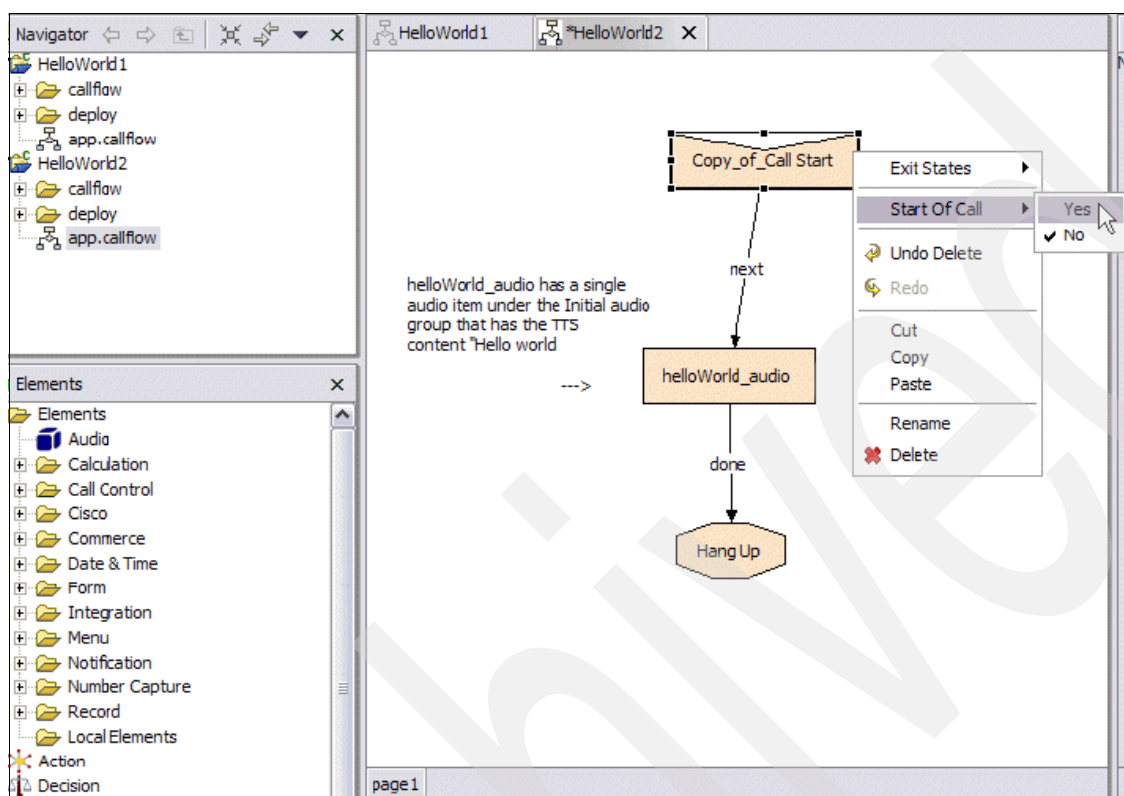 Navigator
HelloWorld1
callflow
deploy
app.callflow
HelloWorld2
callflow
deploy
app.callflow
Elements
Elements
Audio
Calculation
Call Control
Cisco
Commerce
Date & Time
Form
Integration
Menu
Notification
Number Capture
Record
Local Elements
Action
Decision
HelloWorld1
*HelloWorld2
Copy_of_Call Start
next
helloWorld_audio has a single
audio item under the Initial audio
group that has the TTS
content "Hello world
--->
helloWorld_audio
done
Hang Up
Exit States
Start Of Call
Yes
No
Undo Delete
Redo
Cut
Copy
Paste
Rename
Delete
page1